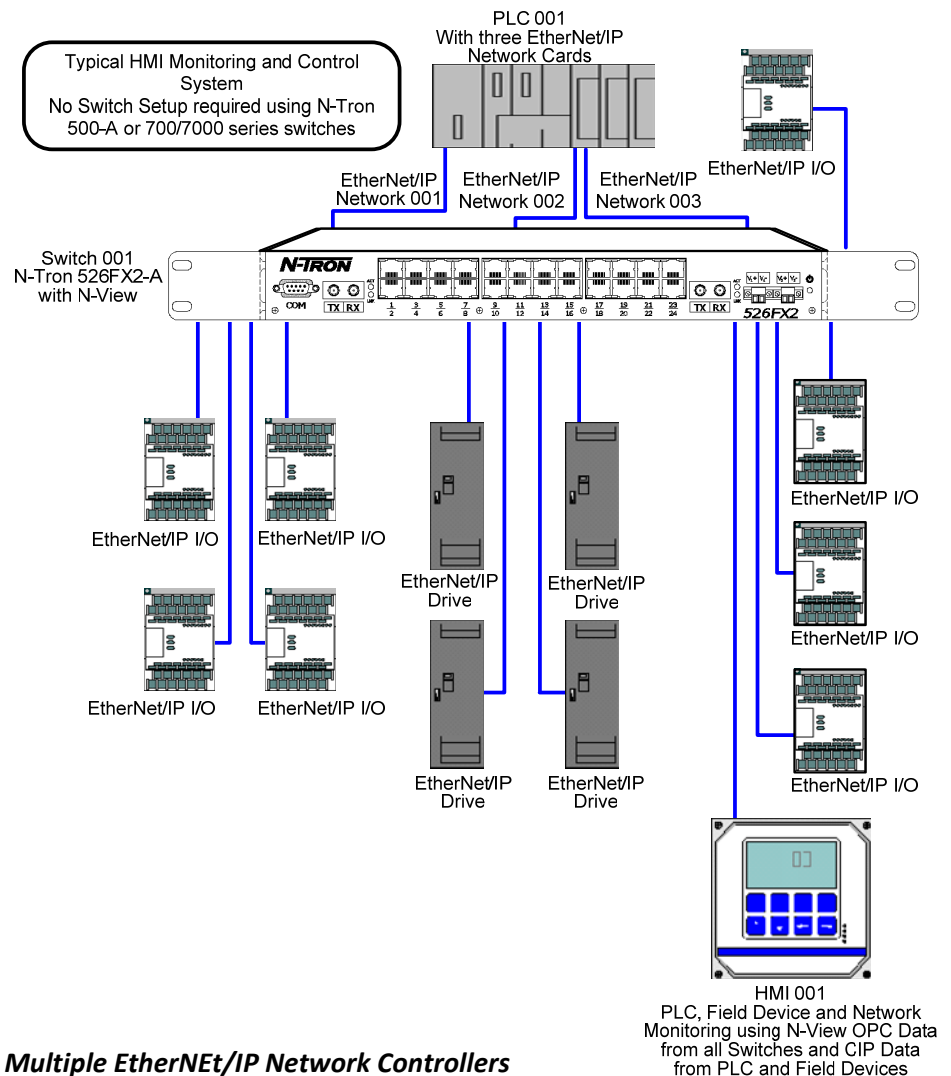 PLC 001
With three EtherNet/IP
Network Cards
Typical HMI Monitoring and Control
System
No Switch Setup required using N-Tron
500-A or 700/7000 series switches
EtherNet/IP I/O
EtherNet/IP
Network 001
EtherNet/IP
Network 002
EtherNet/IP
Network 003
Switch 001
N-Tron 526FX2-A
with N-View
N-TRON
COM
TX RX
1 3 5 7 9 11 13 15 17 19 21 23
2 4 6 8 10 12 14 16 18 20 22 24
TX RX
V₁+ V₁- V₂+ V₂-
526FX2
EtherNet/IP I/O
EtherNet/IP I/O
EtherNet/IP I/O
EtherNet/IP I/O
EtherNet/IP
Drive
EtherNet/IP
Drive
EtherNet/IP
Drive
EtherNet/IP
Drive
EtherNet/IP I/O
EtherNet/IP I/O
EtherNet/IP I/O
HMI 001
PLC, Field Device and Network
Monitoring using N-View OPC Data
from all Switches and CIP Data
from PLC and Field Devices
Multiple EtherNEt/IP Network Controllers